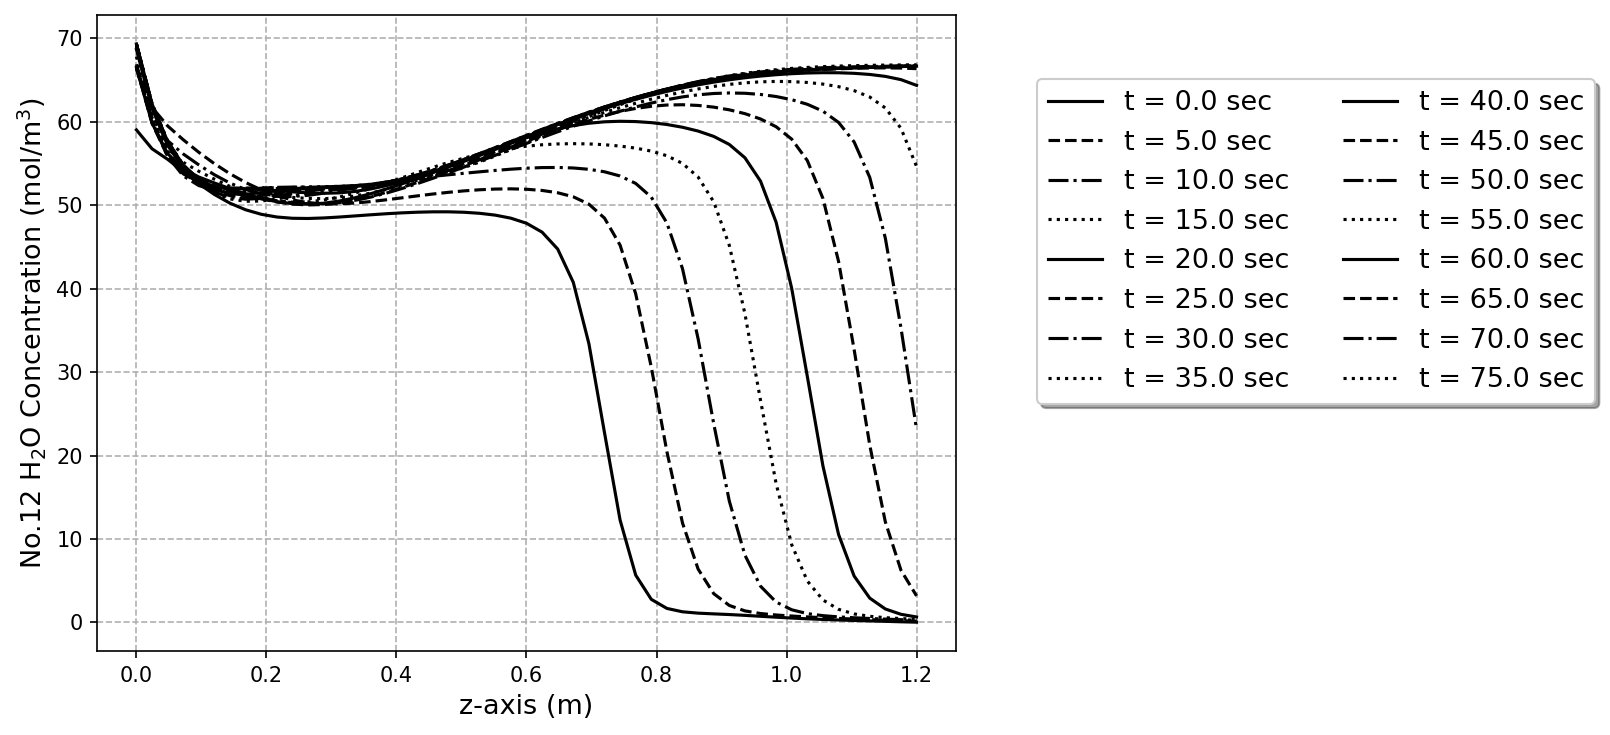 No.12 H₂O Concentration (mol/m³)
70
60
50
40
30
20
10
0
0.0 0.2 0.4 0.6 0.8 1.0 1.2
z-axis (m)
t = 0.0 sec
t = 5.0 sec
t = 10.0 sec
t = 15.0 sec
t = 20.0 sec
t = 25.0 sec
t = 30.0 sec
t = 35.0 sec
t = 40.0 sec
t = 45.0 sec
t = 50.0 sec
t = 55.0 sec
t = 60.0 sec
t = 65.0 sec
t = 70.0 sec
t = 75.0 sec